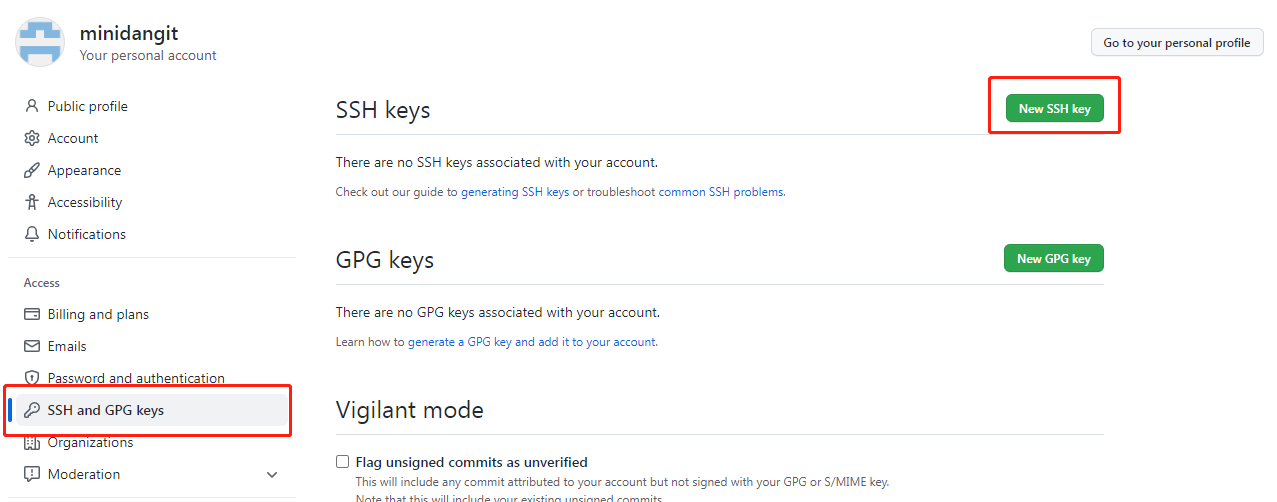 minidangit
Your personal account
Go to your personal profile
Public profile
Account
Appearance
Accessibility
Notifications
Access
Billing and plans
Emails
Password and authentication
SSH and GPG keys
Organizations
Moderation
SSH keys
New SSH key
There are no SSH keys associated with your account.
Check out our guide to generating SSH keys or troubleshoot common SSH problems.
GPG keys
New GPG key
There are no GPG keys associated with your account.
Learn how to generate a GPG key and add it to your account.
Vigilant mode
Flag unsigned commits as unverified
This will include any commit attributed to your account but not signed with your GPG or S/MIME key.
Note that this will include your existing unsigned commits.